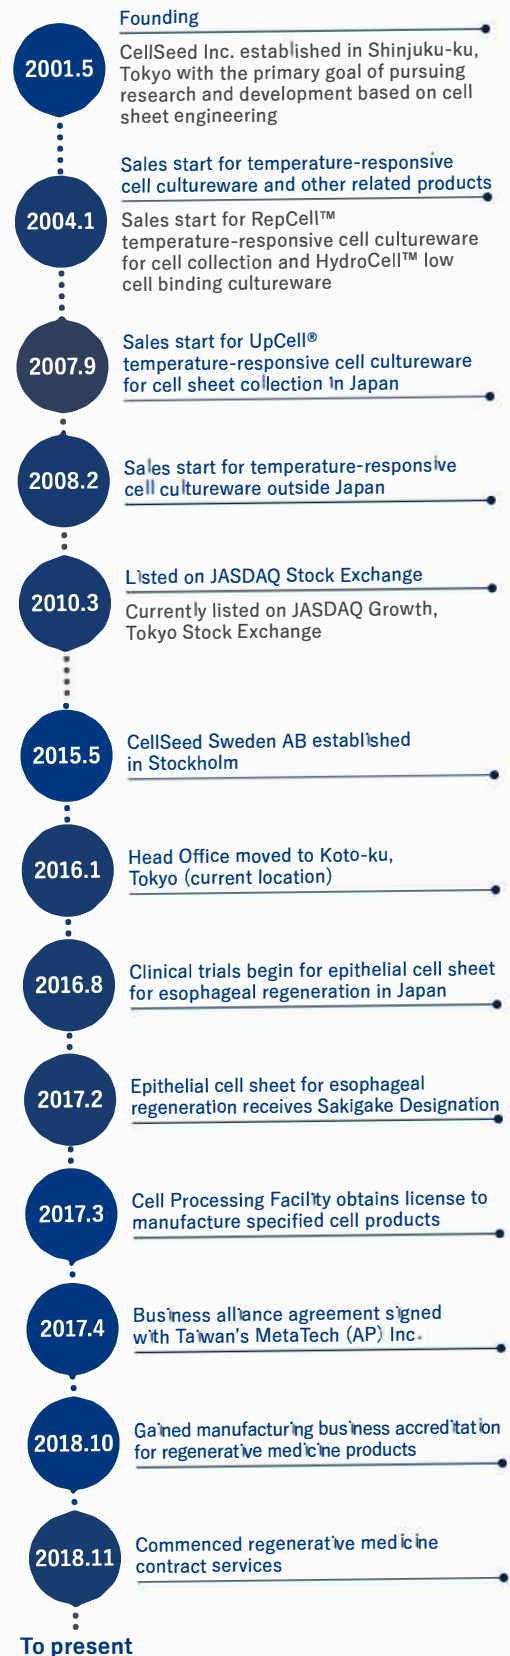 Founding
2001.5
CellSeed Inc. established in Shinjuku-ku,
Tokyo with the primary goal of pursuing
research and development based on cell
sheet engineering
Sales start for temperature-responsive
cell cultureware and other related products
2004.1
Sales start for RepCell™
temperature-responsive cell cultureware
for cell collection and HydroCell™ low
cell binding cultureware
2007.9
Sales start for UpCell®
temperature-responsive cell cultureware
for cell sheet collection in Japan
2008.2
Sales start for temperature-responsive
cell cultureware outside Japan
2010.3
Listed on JASDAQ Stock Exchange
Currently listed on JASDAQ Growth,
Tokyo Stock Exchange
2015.5
CellSeed Sweden AB established
in Stockholm
2016.1
Head Office moved to Koto-ku,
Tokyo (current location)
2016.8
Clinical trials begin for epithelial cell sheet
for esophageal regeneration in Japan
2017.2
Epithelial cell sheet for esophageal
regeneration receives Sakigake Designation
2017.3
Cell Processing Facility obtains license to
manufacture specified cell products
2017.4
Business alliance agreement signed
with Taiwan's MetaTech (AP) Inc.
2018.10
Gained manufacturing business accreditation
for regenerative medicine products
2018.11
Commenced regenerative medicine
contract services
To present